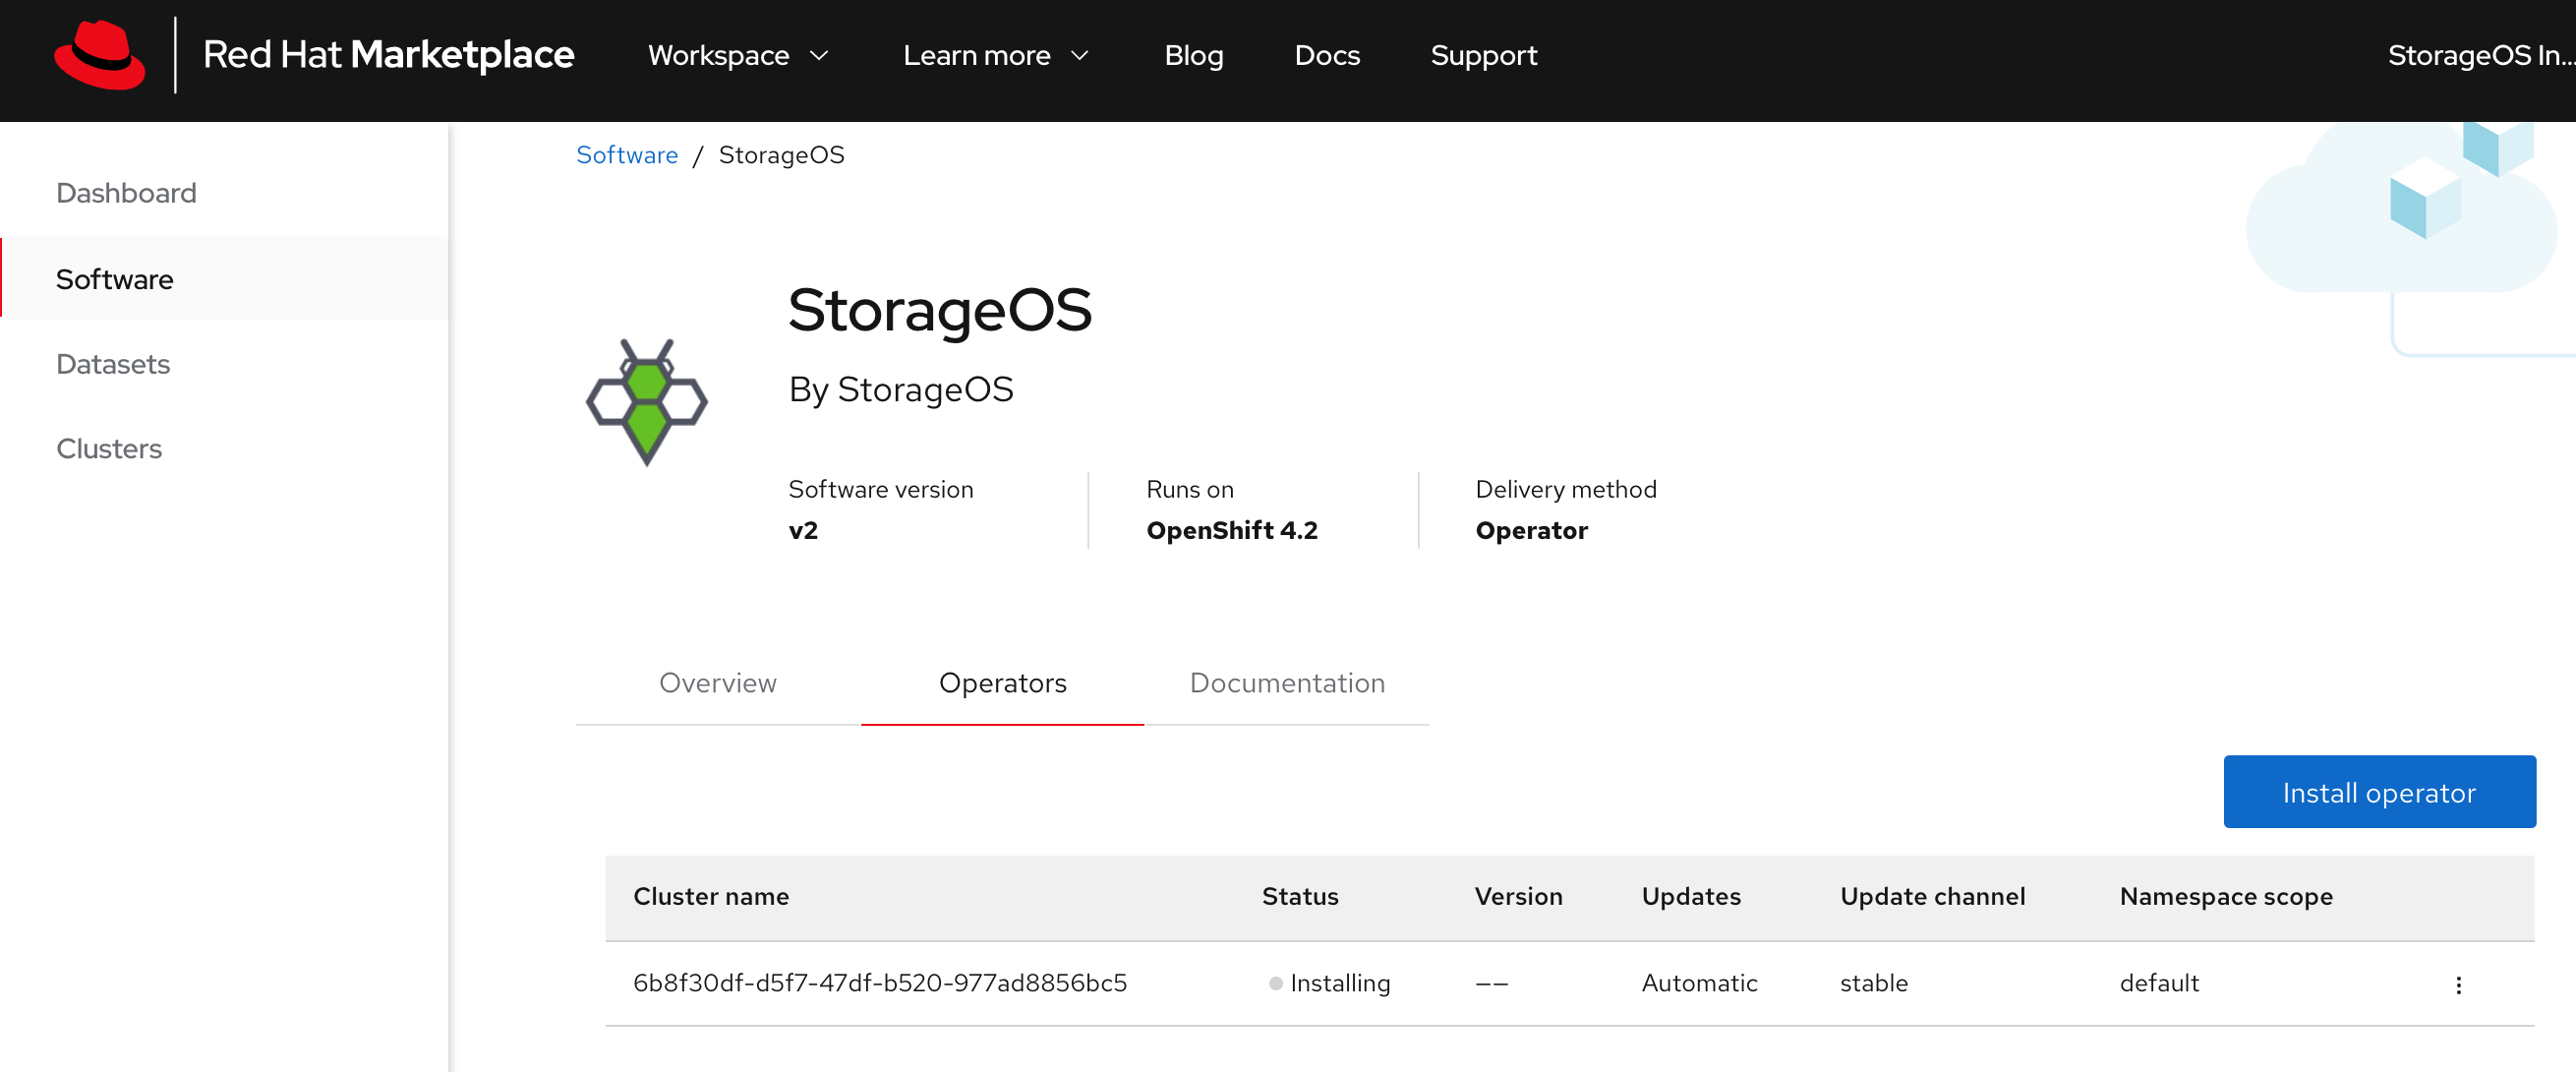 Red Hat Marketplace Workspace Learn more Blog Docs Support StorageOS In...
Dashboard
Software
Datasets
Clusters
Software / StorageOS
StorageOS
By StorageOS
Software version
v2
Runs on
OpenShift 4.2
Delivery method
Operator
Overview Operators Documentation
Install operator
Cluster name Status Version Updates Update channel Namespace scope
6b8f30df-d5f7-47df-b520-977ad8856bc5 Installing –– Automatic stable default